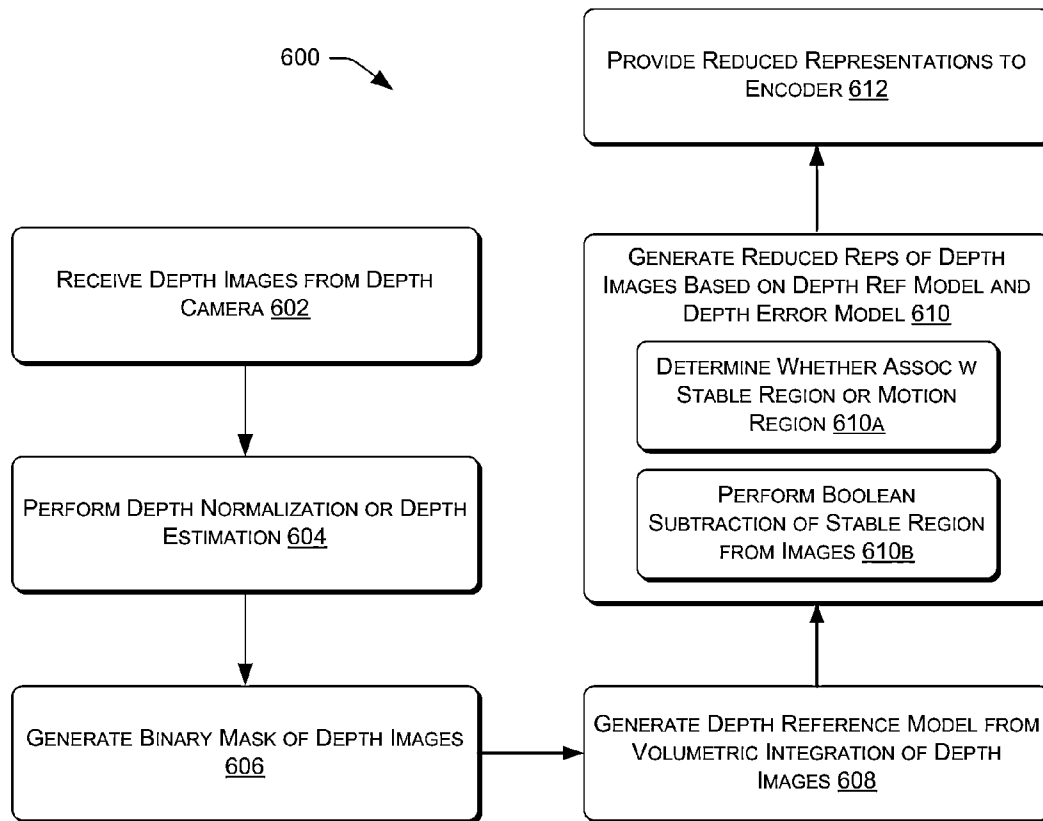 600
RECEIVE DEPTH IMAGES FROM DEPTH
CAMERA 602
PERFORM DEPTH NORMALIZATION OR DEPTH
ESTIMATION 604
GENERATE BINARY MASK OF DEPTH IMAGES
606
GENERATE DEPTH REFERENCE MODEL FROM
VOLUMETRIC INTEGRATION OF DEPTH
IMAGES 608
GENERATE REDUCED REPS OF DEPTH
IMAGES BASED ON DEPTH REF MODEL AND
DEPTH ERROR MODEL 610
DETERMINE WHETHER ASSOC W
STABLE REGION OR MOTION
REGION 610A
PERFORM BOOLEAN
SUBTRACTION OF STABLE REGION
FROM IMAGES 610B
PROVIDE REDUCED REPRESENTATIONS TO
ENCODER 612